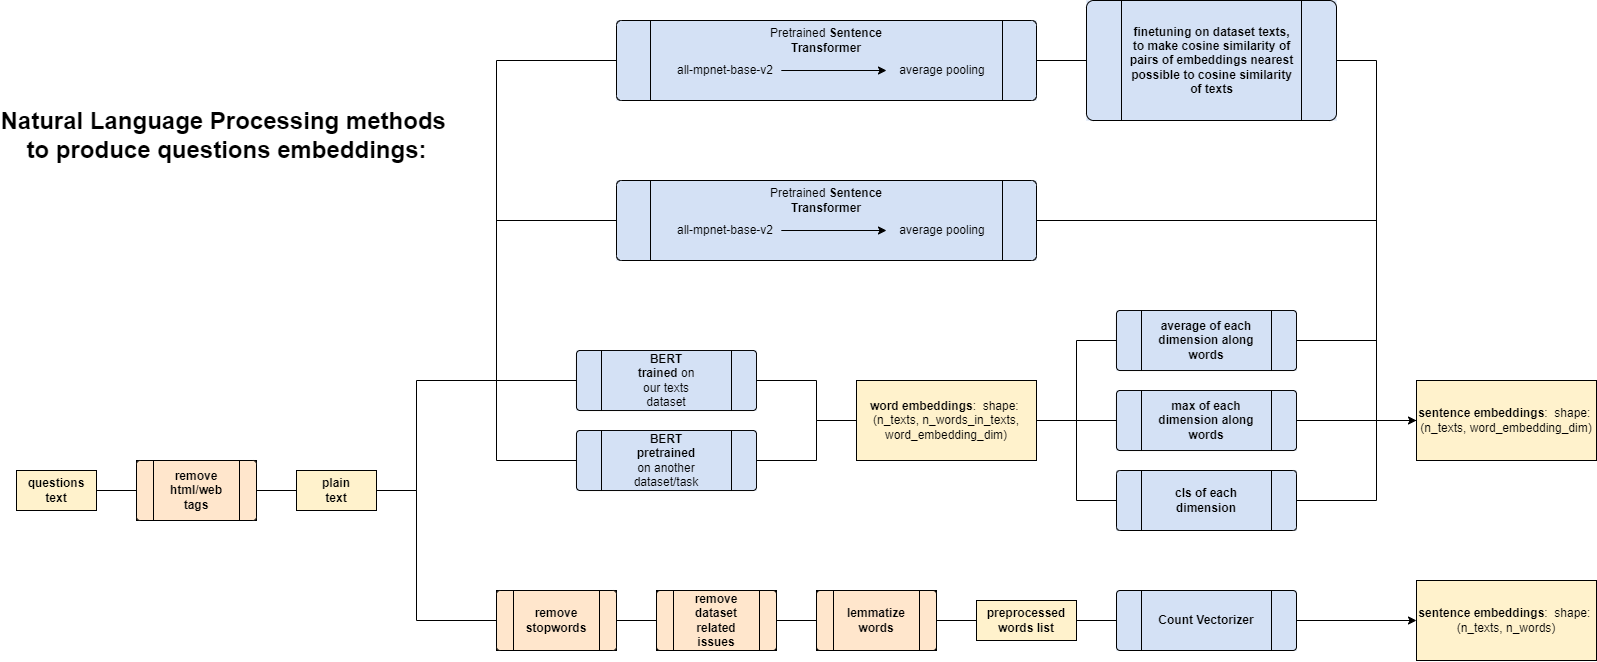 Natural Language Processing methods
to produce questions embeddings:
Pretrained Sentence
Transformer
all-mpnet-base-v2
average pooling
finetuning on dataset texts,
to make cosine similarity of
pairs of embeddings nearest
possible to cosine similarity
of texts
Pretrained Sentence
Transformer
all-mpnet-base-v2
average pooling
BERT
trained on
our texts
dataset
BERT
pretrained
on another
dataset/task
word embeddings: shape:
(n_texts, n_words_in_texts,
word_embedding_dim)
average of each
dimension along
words
max of each
dimension along
words
cls of each
dimension
sentence embeddings: shape:
(n_texts, word_embedding_dim)
questions
text
remove
html/web
tags
plain
text
remove
stopwords
remove
dataset
related
issues
lemmatize
words
preprocessed
words list
Count Vectorizer
sentence embeddings: shape:
(n_texts, n_words)